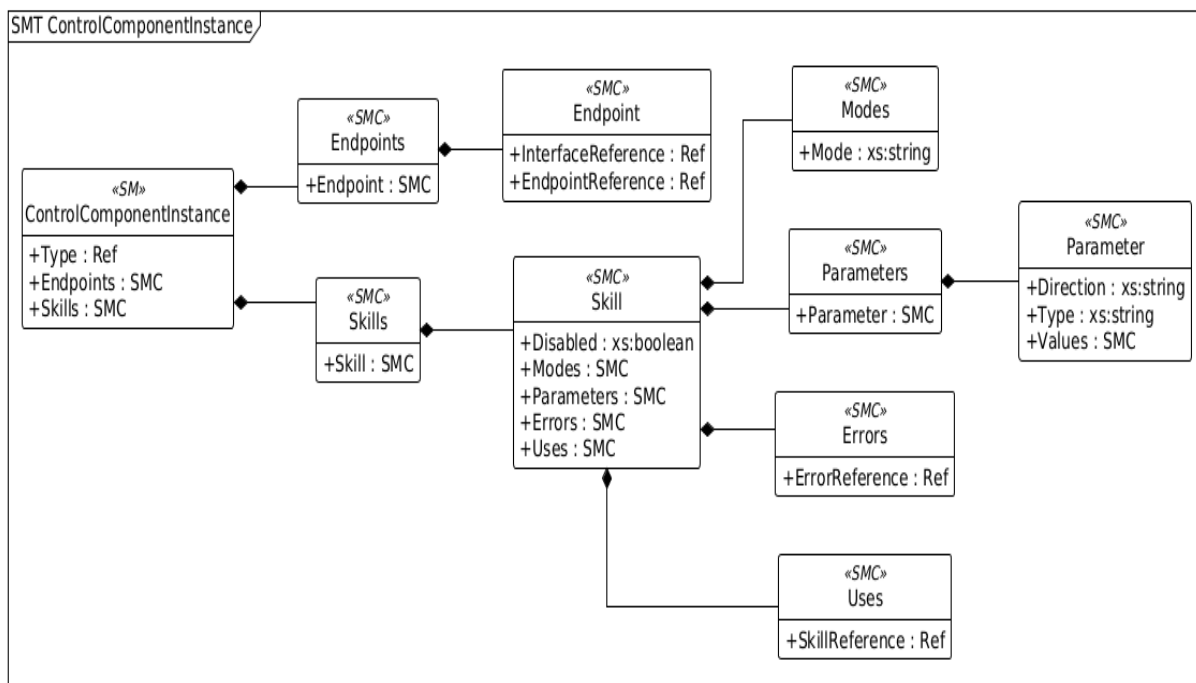 SMT ControlComponentInstance
«SM»
ControlComponentInstance
+Type : Ref
+Endpoints : SMC
+Skills : SMC
«SMC»
Endpoints
+Endpoint : SMC
«SMC»
Endpoint
+InterfaceReference : Ref
+EndpointReference : Ref
«SMC»
Skills
+Skill : SMC
«SMC»
Skill
+Disabled : xs:boolean
+Modes : SMC
+Parameters : SMC
+Errors : SMC
+Uses : SMC
«SMC»
Modes
+Mode : xs:string
«SMC»
Parameters
+Parameter : SMC
«SMC»
Parameter
+Direction : xs:string
+Type : xs:string
+Values : SMC
«SMC»
Errors
+ErrorReference : Ref
«SMC»
Uses
+SkillReference : Ref